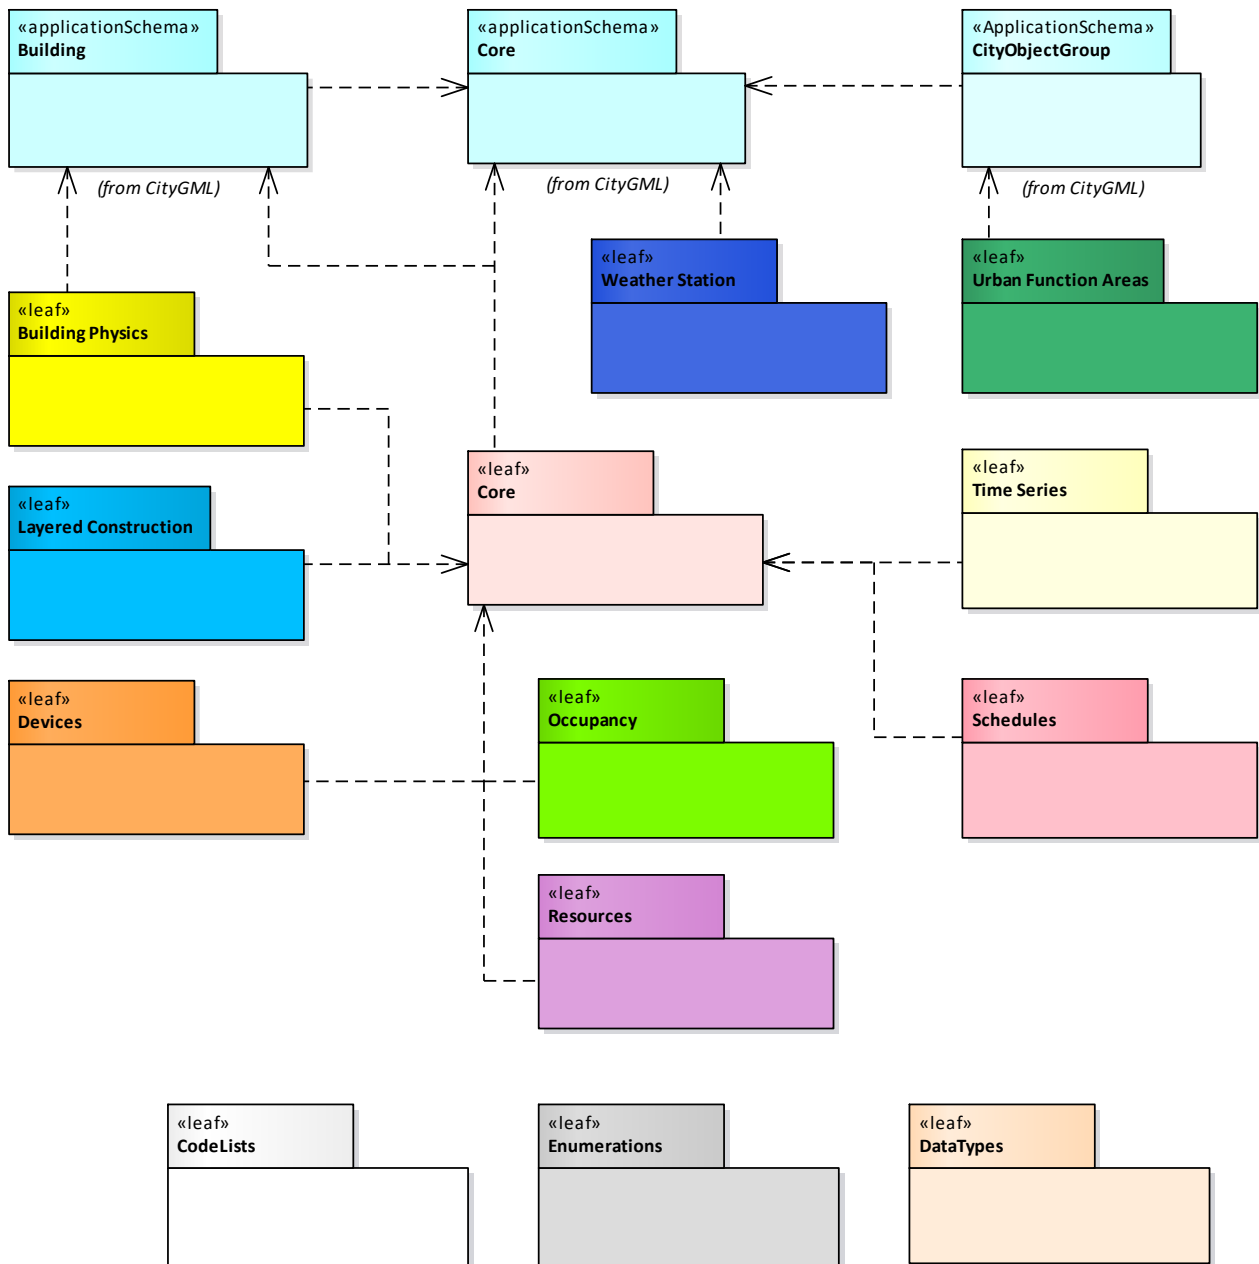 «applicationSchema»
Building
«applicationSchema»
Core
«ApplicationSchema»
CityObjectGroup
(from CityGML)
(from CityGML)
(from CityGML)
«leaf»
Weather Station
«leaf»
Urban Function Areas
«leaf»
Building Physics
«leaf»
Core
«leaf»
Time Series
«leaf»
Layered Construction
«leaf»
Devices
«leaf»
Occupancy
«leaf»
Schedules
«leaf»
Resources
«leaf»
CodeLists
«leaf»
Enumerations
«leaf»
DataTypes